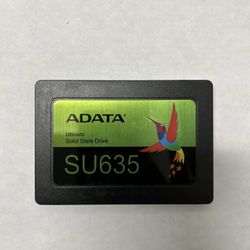 ADATA
Ultimate
Solid State Drive
SU635